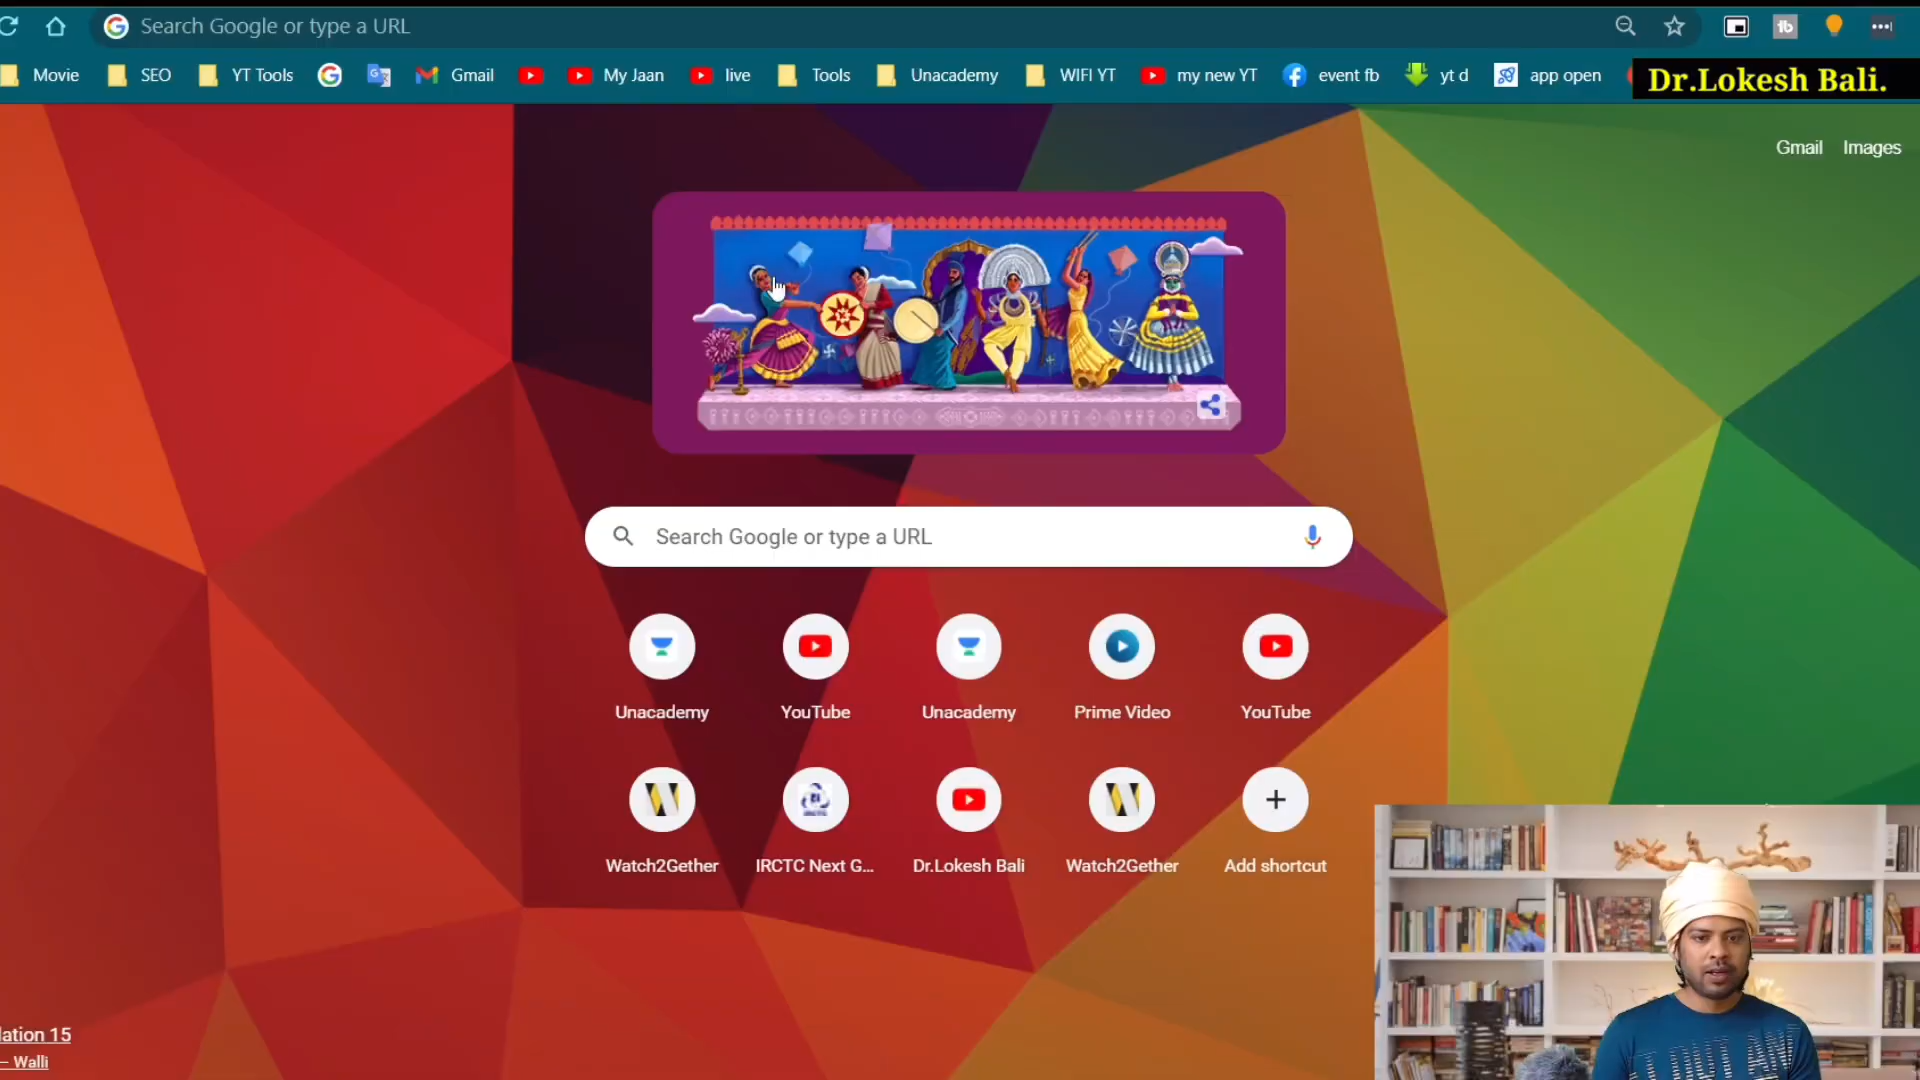 Search Google or type a URL
Movie SEO YT Tools Gmail My Jaan live Tools Unacademy WIFI YT my new YT event fb yt d app open
Dr.Lokesh Bali.
Gmail Images
Search Google or type a URL
Unacademy YouTube Unacademy Prime Video YouTube
Watch2Gether IRCTC Next G... Dr.Lokesh Bali Watch2Gether Add shortcut
lation 15
– Walli